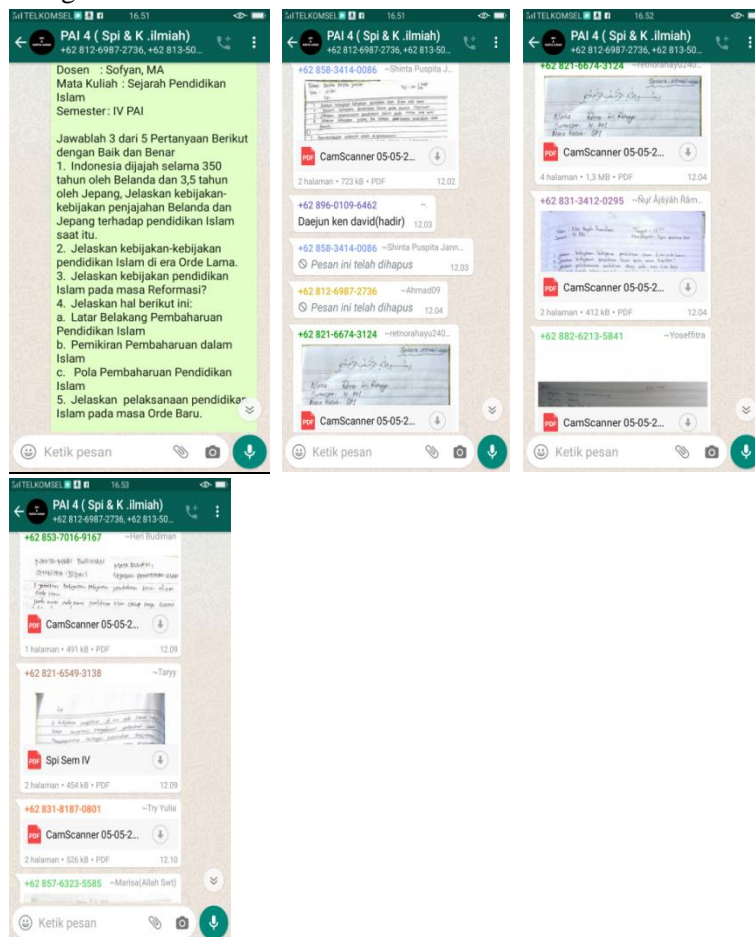 TELKOMSEL 16.51
PAI 4 ( Spi & K .ilmiah)
+62 812-6987-2736, +62 813-50...
Dosen : Sofyan, MA
Mata Kuliah : Sejarah Pendidikan
Islam
Semester: IV PAI
Jawablah 3 dari 5 Pertanyaan Berikut
dengan Baik dan Benar
1. Indonesia dijajah selama 350
tahun oleh Belanda dan 3,5 tahun
oleh Jepang, Jelaskan kebijakan-
kebijakan penjajahan Belanda dan
Jepang terhadap pendidikan Islam
saat itu.
2. Jelaskan kebijakan-kebijakan
pendidikan Islam di era Orde Lama.
3. Jelaskan kebijakan pendidikan
Islam pada masa Reformasi?
4. Jelaskan hal berikut ini:
a. Latar Belakang Pembaharuan
Pendidikan Islam
b. Pemikiran Pembaharuan dalam
Islam
c. Pola Pembaharuan Pendidikan
Islam
5. Jelaskan pelaksanaan pendidikan
Islam pada masa Orde Baru.
Ketik pesan
TELKOMSEL 16.51
PAI 4 ( Spi & K .ilmiah)
+62 812-6987-2736, +62 813-50...
+62 858-3414-0086 ~Shinta Puspita J...
PDF CamScanner 05-05-2...
2 halaman • 723 kB • PDF 12.02
+62 896-0109-6462 ~.
Daejun ken david(hadir) 12.03
+62 858-3414-0086 ~Shinta Puspita Jann...
Pesan ini telah dihapus 12.03
+62 812-6987-2736 ~Ahmad09
Pesan ini telah dihapus 12.04
+62 821-6674-3124 ~retnorahayu240...
PDF CamScanner 05-05-2...
Ketik pesan
TELKOMSEL 16.52
PAI 4 ( Spi & K .ilmiah)
+62 812-6987-2736, +62 813-50...
+62 821-6674-3124 ~retnorahayu240...
PDF CamScanner 05-05-2...
4 halaman • 1,3 MB • PDF 12.04
+62 831-3412-0295
PDF CamScanner 05-05-2...
2 halaman • 412 kB • PDF 12.04
+62 882-6213-5841 ~Yoseffitra
PDF CamScanner 05-05-2...
Ketik pesan
TELKOMSEL 16.53
PAI 4 ( Spi & K .ilmiah)
+62 812-6987-2736, +62 813-50...
+62 853-7016-9167 ~Heri Budiman
PDF CamScanner 05-05-2...
1 halaman • 491 kB • PDF 12.09
+62 821-6549-3138 ~Taryy
PDF Spi Sem IV
2 halaman • 454 kB • PDF 12.09
+62 831-8187-0801 ~Try Yulia
PDF CamScanner 05-05-2...
2 halaman • 526 kB • PDF 12.10
+62 857-6323-5585 ~Marisa(Allah Swt)
Ketik pesan